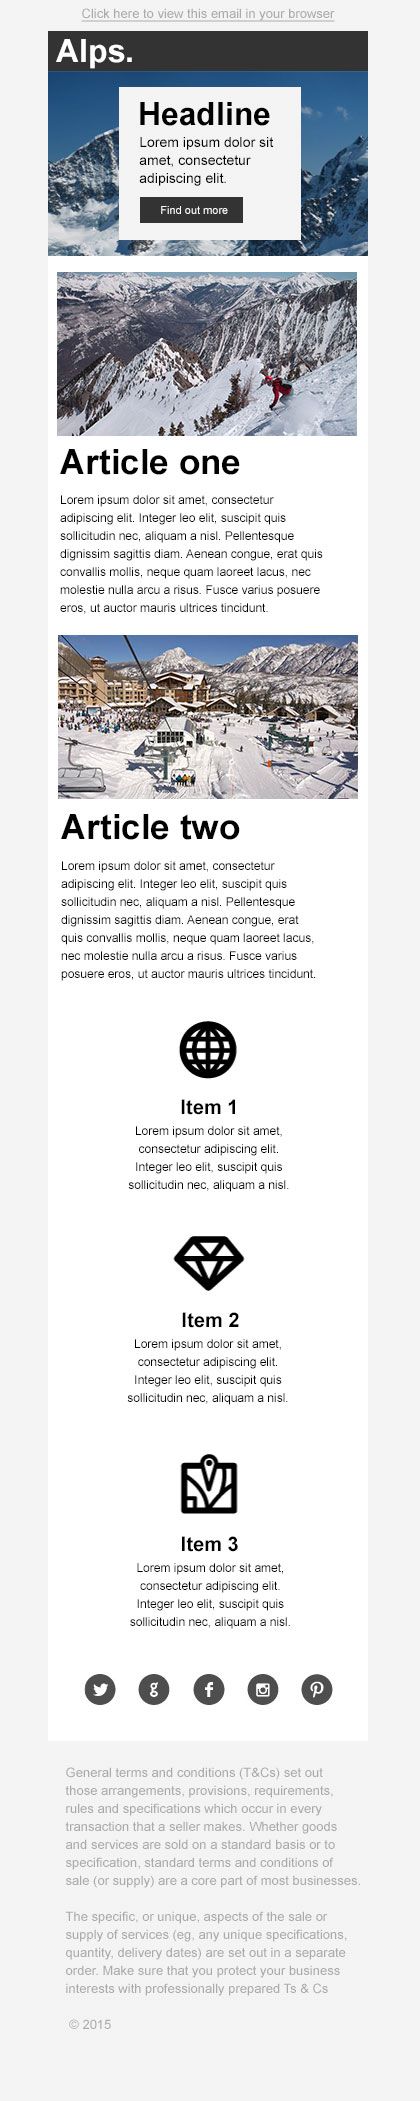 Click here to view this email in your browser
Alps.
Headline
Lorem ipsum dolor sit
amet, consectetur
adipiscing elit.
Find out more
Article one
Lorem ipsum dolor sit amet, consectetur
adipiscing elit. Integer leo elit, suscipit quis
sollicitudin nec, aliquam a nisl. Pellentesque
dignissim sagittis diam. Aenean congue, erat quis
convallis mollis, neque quam laoreet lacus, nec
molestie nulla arcu a risus. Fusce varius posuere
eros, ut auctor mauris ultrices tincidunt.
Article two
Lorem ipsum dolor sit amet, consectetur
adipiscing elit. Integer leo elit, suscipit quis
sollicitudin nec, aliquam a nisl. Pellentesque
dignissim sagittis diam. Aenean congue, erat
quis convallis mollis, neque quam laoreet lacus,
nec molestie nulla arcu a risus. Fusce varius
posuere eros, ut auctor mauris ultrices tincidunt.
Item 1
Lorem ipsum dolor sit amet,
consectetur adipiscing elit.
Integer leo elit, suscipit quis
sollicitudin nec, aliquam a nisl.
Item 2
Lorem ipsum dolor sit amet,
consectetur adipiscing elit.
Integer leo elit, suscipit quis
sollicitudin nec, aliquam a nisl.
Item 3
Lorem ipsum dolor sit amet,
consectetur adipiscing elit.
Integer leo elit, suscipit quis
sollicitudin nec, aliquam a nisl.
General terms and conditions (T&Cs) set out
those arrangements, provisions, requirements,
rules and specifications which occur in every
transaction that a seller makes. Whether goods
and services are sold on a standard basis or to
specification, standard terms and conditions of
sale (or supply) are a core part of most businesses.
The specific, or unique, aspects of the sale or
supply of services (eg, any unique specifications,
quantity, delivery dates) are set out in a separate
order. Make sure that you protect your business
interests with professionally prepared Ts & Cs
© 2015